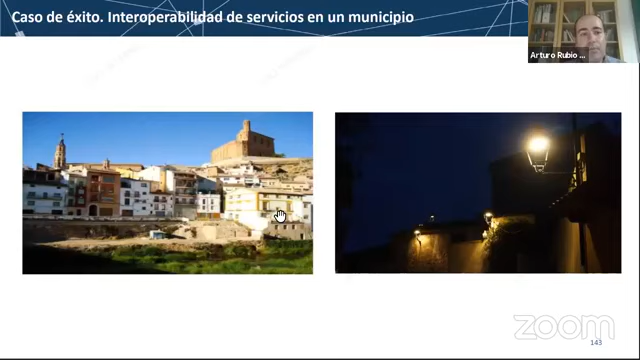 Caso de éxito. Interoperabilidad de servicios en un municipio
Arturo Rubio ...
zoom
143